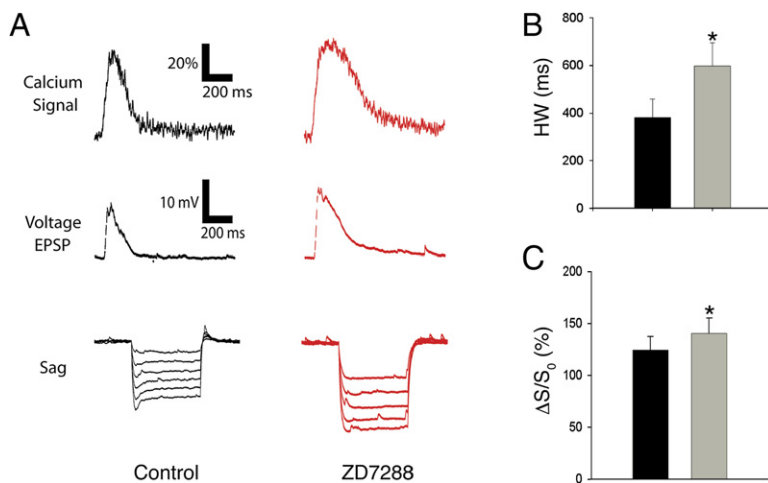 A
Calcium
Signal
20%
200 ms
Voltage
EPSP
10 mV
200 ms
Sag
Control
ZD7288
B
HW (ms)
800
600
400
200
0
*
C
ΔS/S₀ (%)
200
150
100
50
0
*